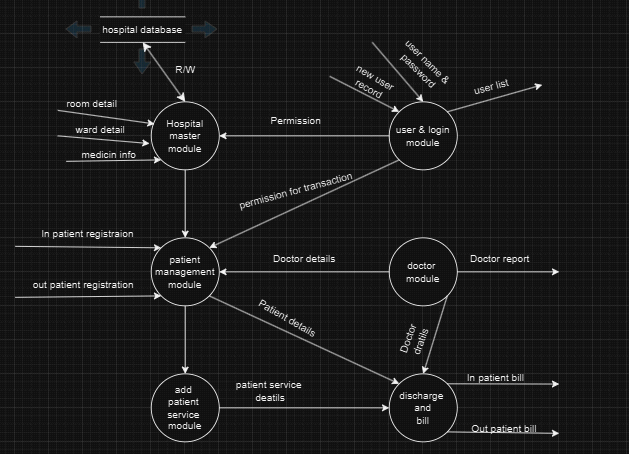 hospital database
R/W
user name &
password
new user
record
user list
room detail
ward detail
medicin info
Hospital
master
module
Permission
user & login
module
permission for transaction
In patient registraion
out patient registration
patient
management
module
Doctor details
doctor
module
Doctor report
Patient details
Doctor
dratils
add
patient
service
module
patient service
deatils
discharge
and
bill
In patient bill
Out patient bill